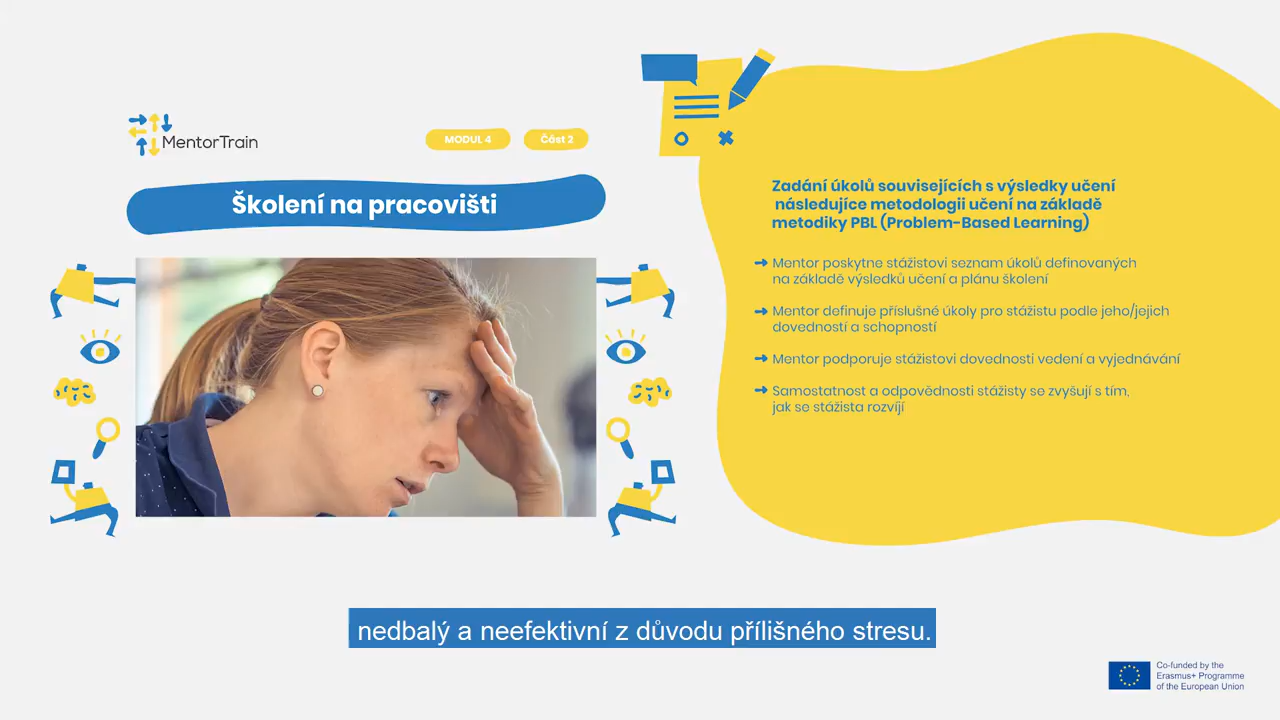 MentorTrain
MODUL 4
Část 2
Školení na pracovišti
Zadání úkolů souvisejících s výsledky učení
následujíce metodologii učení na základě
metodiky PBL (Problem-Based Learning)
Mentor poskytne stážistovi seznam úkolů definovaných
na základě výsledků učení a plánu školení
Mentor definuje příslušné úkoly pro stážistu podle jeho/jejich
dovedností a schopností
Mentor podporuje stážistovi dovednosti vedení a vyjednávání
Samostatnost a odpovědnosti stážisty se zvyšují s tím,
jak se stážista rozvíjí
nedbalý a neefektivní z důvodu přílišného stresu.
Co-funded by the
Erasmus+ Programme
of the European Union